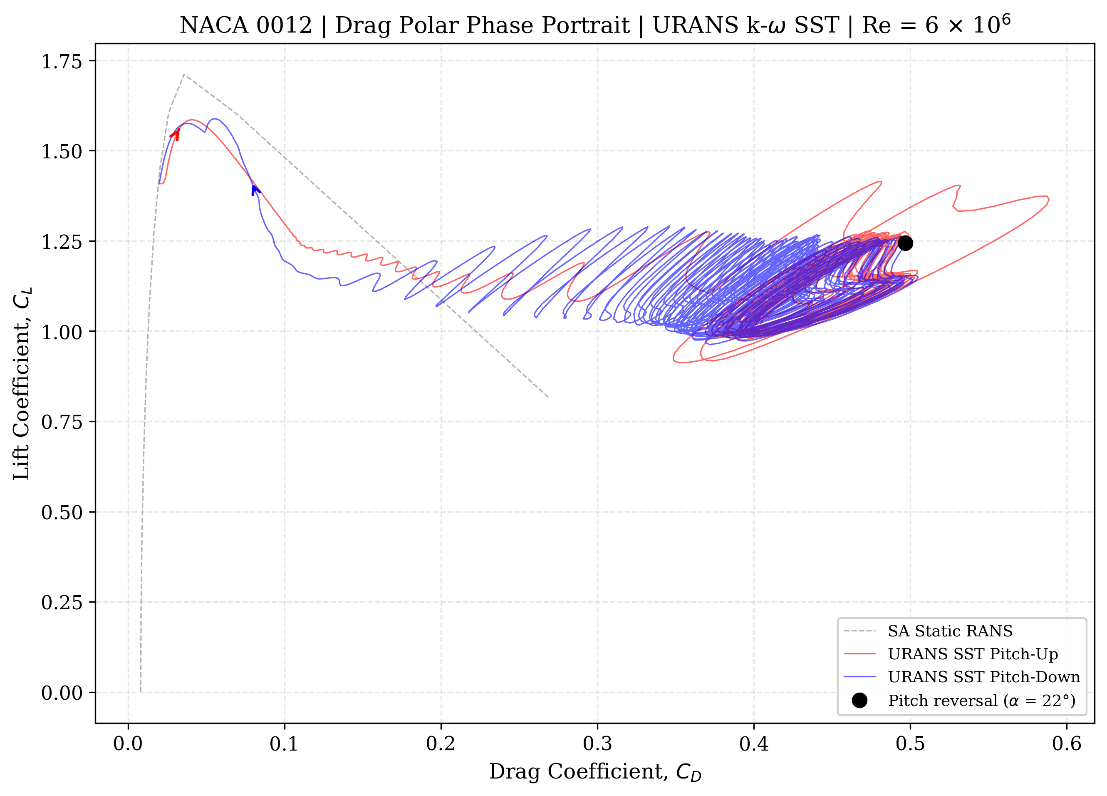 NACA 0012 | Drag Polar Phase Portrait | URANS k-ω SST | Re = 6 × 10⁶
1.75
1.50
1.25
1.00
0.75
0.50
0.25
0.00
Lift Coefficient, C_L
0.0 0.1 0.2 0.3 0.4 0.5 0.6
Drag Coefficient, C_D
SA Static RANS
URANS SST Pitch-Up
URANS SST Pitch-Down
Pitch reversal (α = 22°)